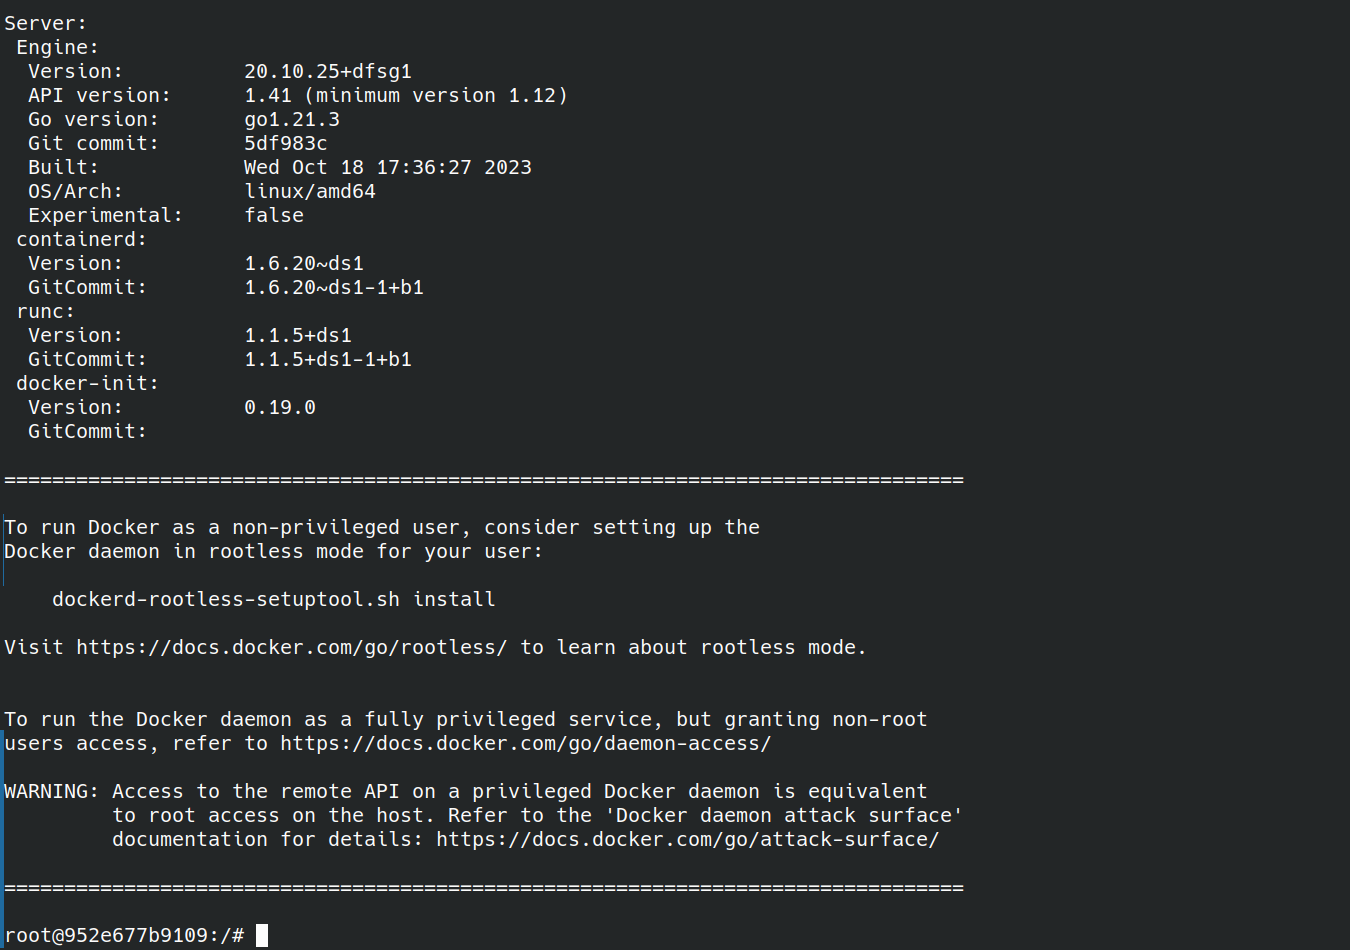 Server:
 Engine:
  Version:          20.10.25+dfsg1
  API version:      1.41 (minimum version 1.12)
  Go version:       go1.21.3
  Git commit:       5df983c
  Built:            Wed Oct 18 17:36:27 2023
  OS/Arch:          linux/amd64
  Experimental:     false
 containerd:
  Version:          1.6.20~ds1
  GitCommit:        1.6.20~ds1-1+b1
 runc:
  Version:          1.1.5+ds1
  GitCommit:        1.1.5+ds1-1+b1
 docker-init:
  Version:          0.19.0
  GitCommit:

================================================================================

To run Docker as a non-privileged user, consider setting up the
Docker daemon in rootless mode for your user:

    dockerd-rootless-setuptool.sh install

Visit https://docs.docker.com/go/rootless/ to learn about rootless mode.


To run the Docker daemon as a fully privileged service, but granting non-root
users access, refer to https://docs.docker.com/go/daemon-access/

WARNING: Access to the remote API on a privileged Docker daemon is equivalent
         to root access on the host. Refer to the 'Docker daemon attack surface'
         documentation for details: https://docs.docker.com/go/attack-surface/

================================================================================

root@952e677b9109:/#